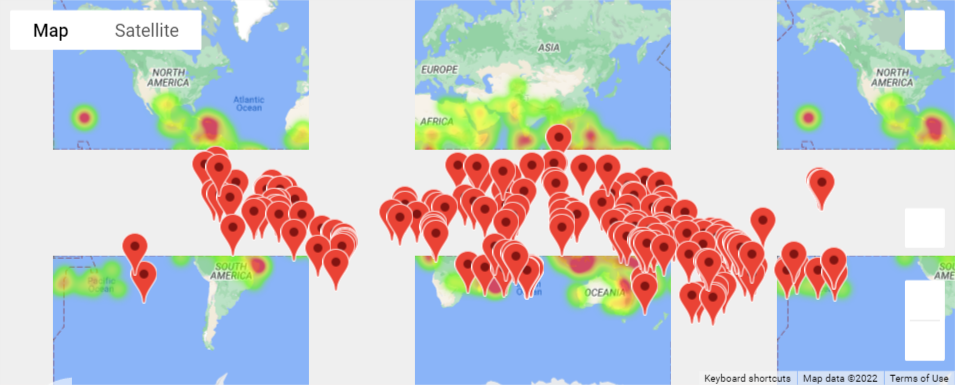 Map Satellite
NORTH
AMERICA
Atlantic
Ocean
EUROPE
ASIA
AFRICA
NORTH
AMERICA
SOUTH
AMERICA
Pacific
Ocean
OCEANIA
Keyboard shortcuts Map data ©2022 Terms of Use